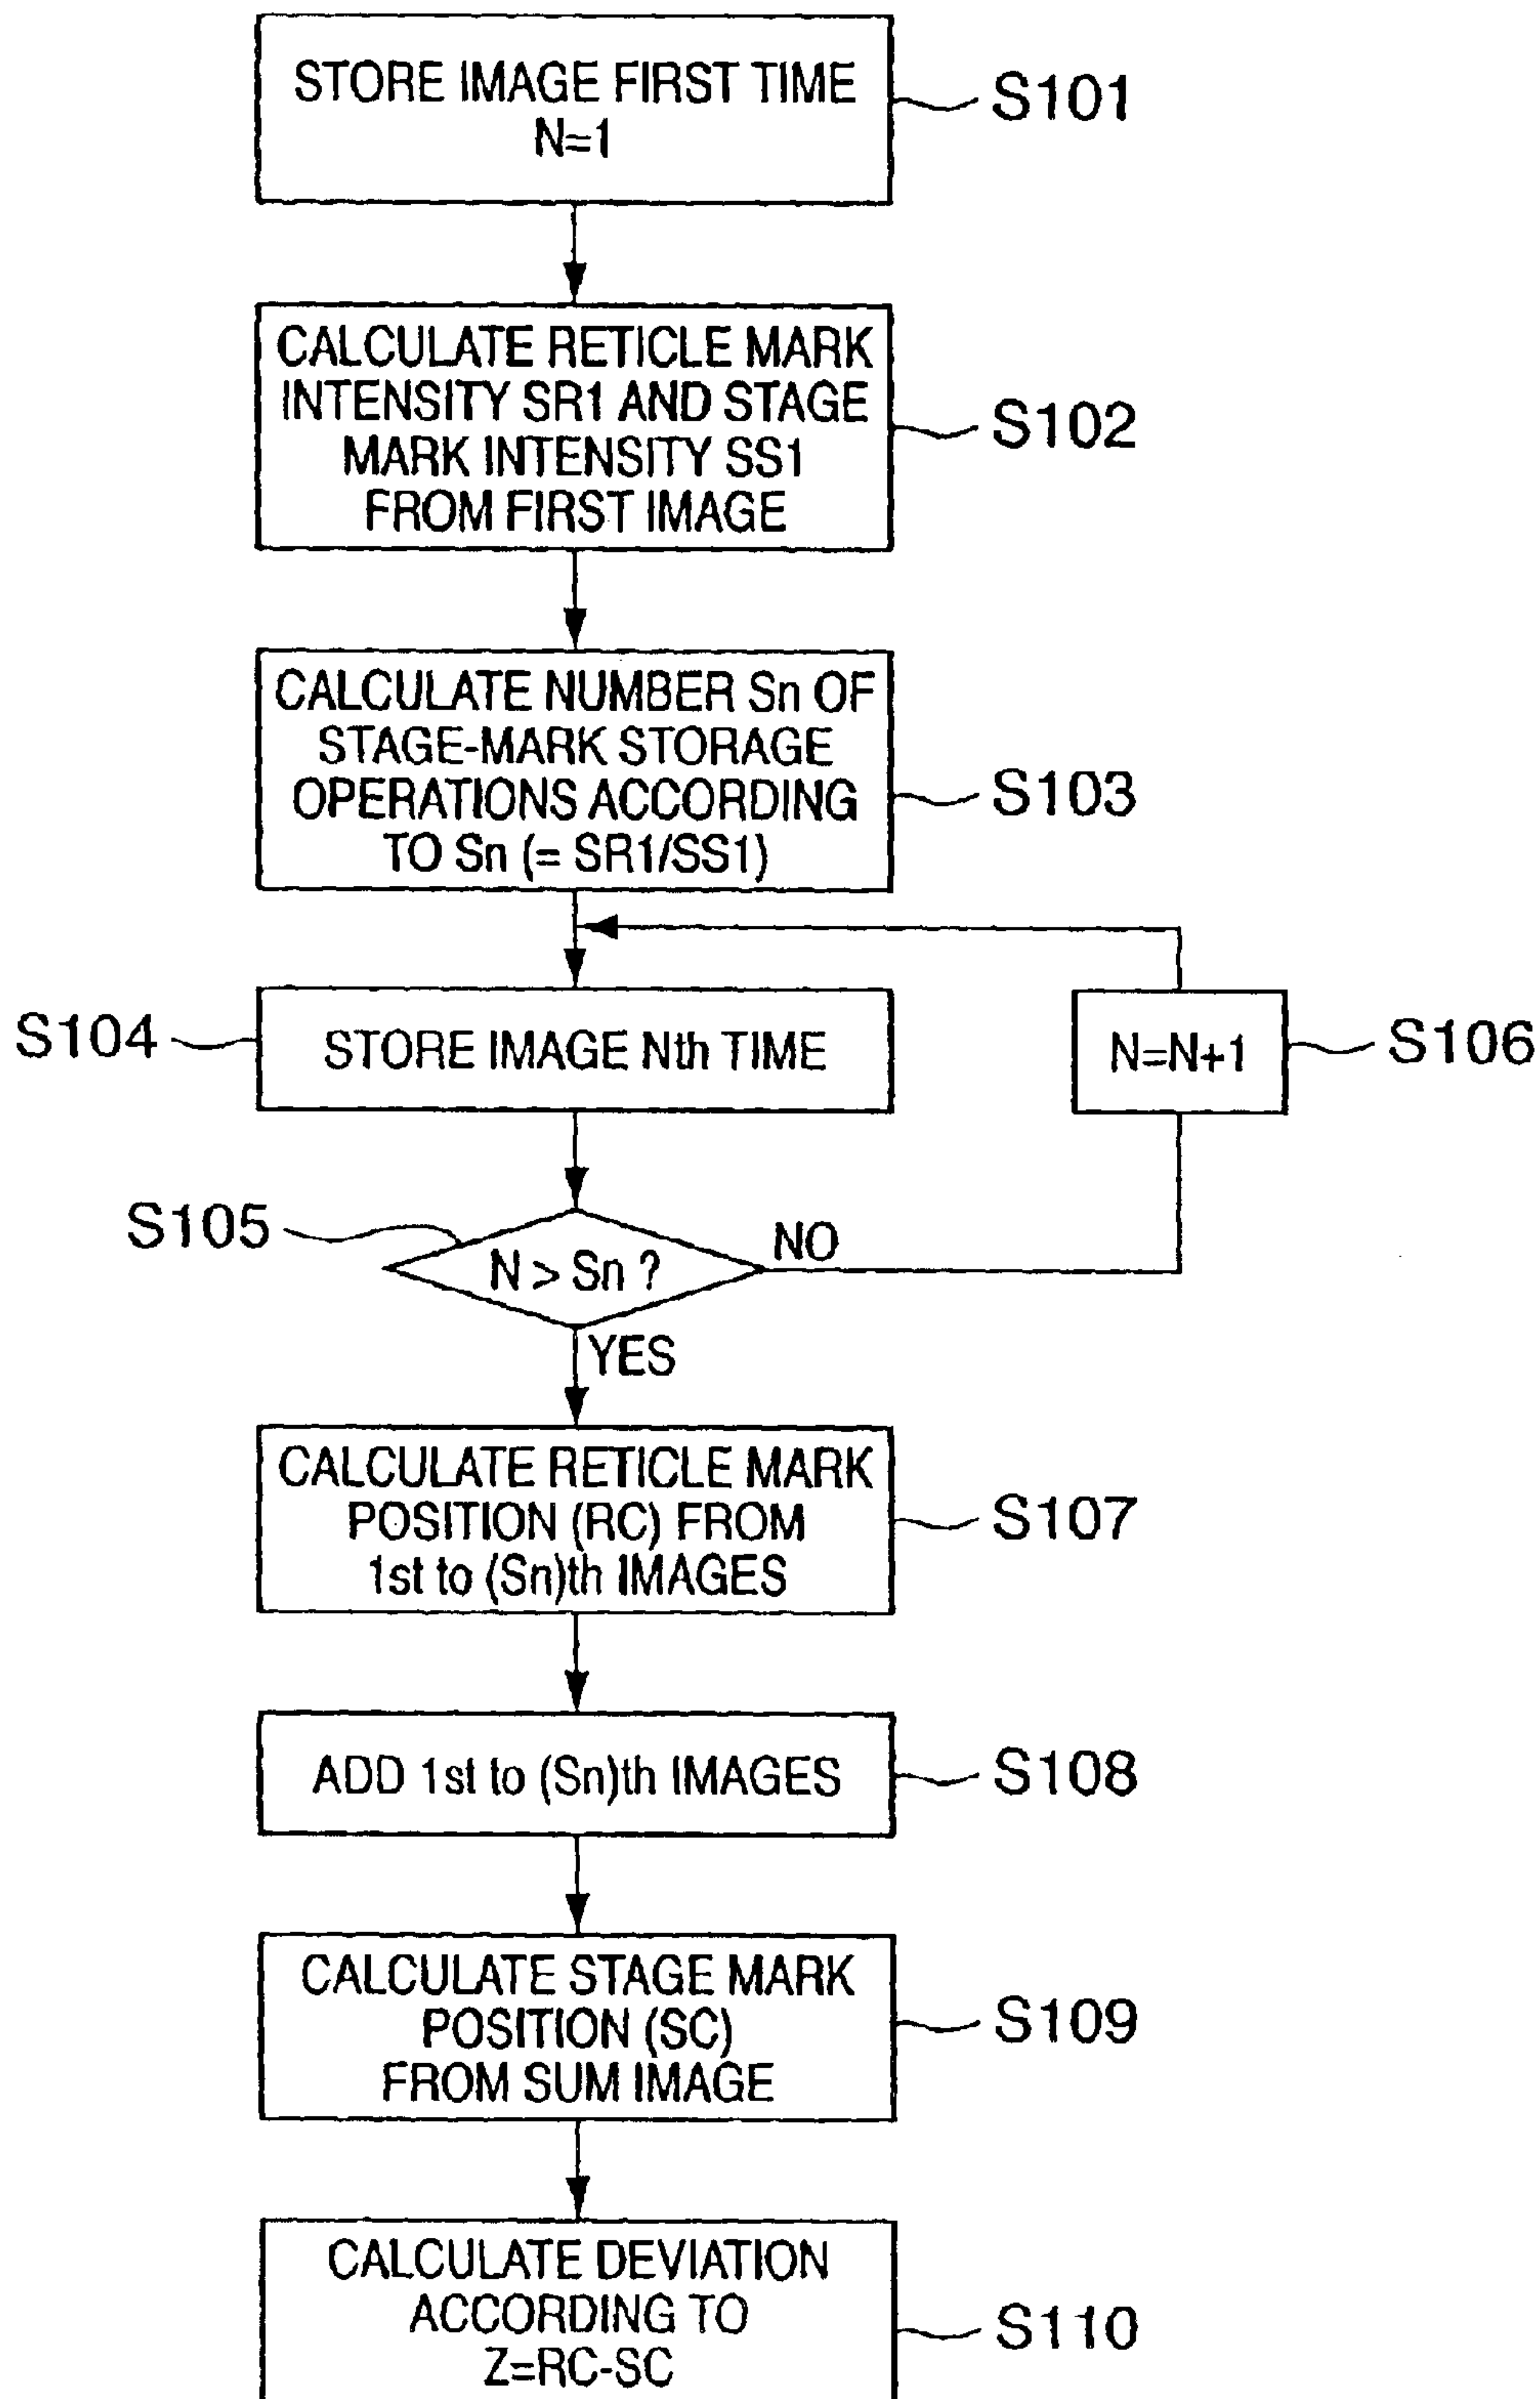 STORE IMAGE FIRST TIME
N=1
S101
CALCULATE RETICLE MARK
INTENSITY SR1 AND STAGE
MARK INTENSITY SS1
FROM FIRST IMAGE
S102
CALCULATE NUMBER Sn OF
STAGE-MARK STORAGE
OPERATIONS ACCORDING
TO Sn (= SR1/SS1)
S103
S104
STORE IMAGE Nth TIME
N=N+1
S106
S105
N > Sn ?
NO
YES
CALCULATE RETICLE MARK
POSITION (RC) FROM
1st to (Sn)th IMAGES
S107
ADD 1st to (Sn)th IMAGES
S108
CALCULATE STAGE MARK
POSITION (SC)
FROM SUM IMAGE
S109
CALCULATE DEVIATION
ACCORDING TO
Z=RC-SC
S110